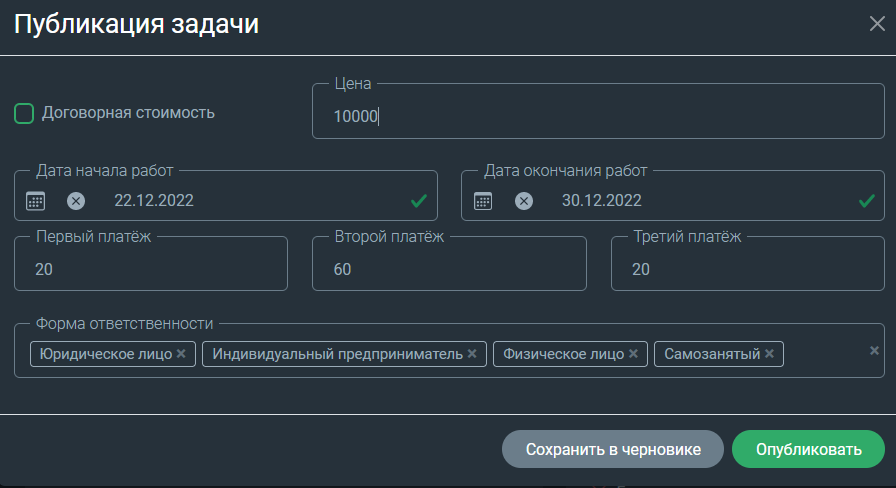 Публикация задачи
Цена
Договорная стоимость
10000
Дата начала работ
Дата окончания работ
22.12.2022
30.12.2022
Первый платёж
Второй платёж
Третий платёж
20
60
20
Форма ответственности
Юридическое лицо
Индивидуальный предприниматель
Физическое лицо
Самозанятый
Сохранить в черновике
Опубликовать